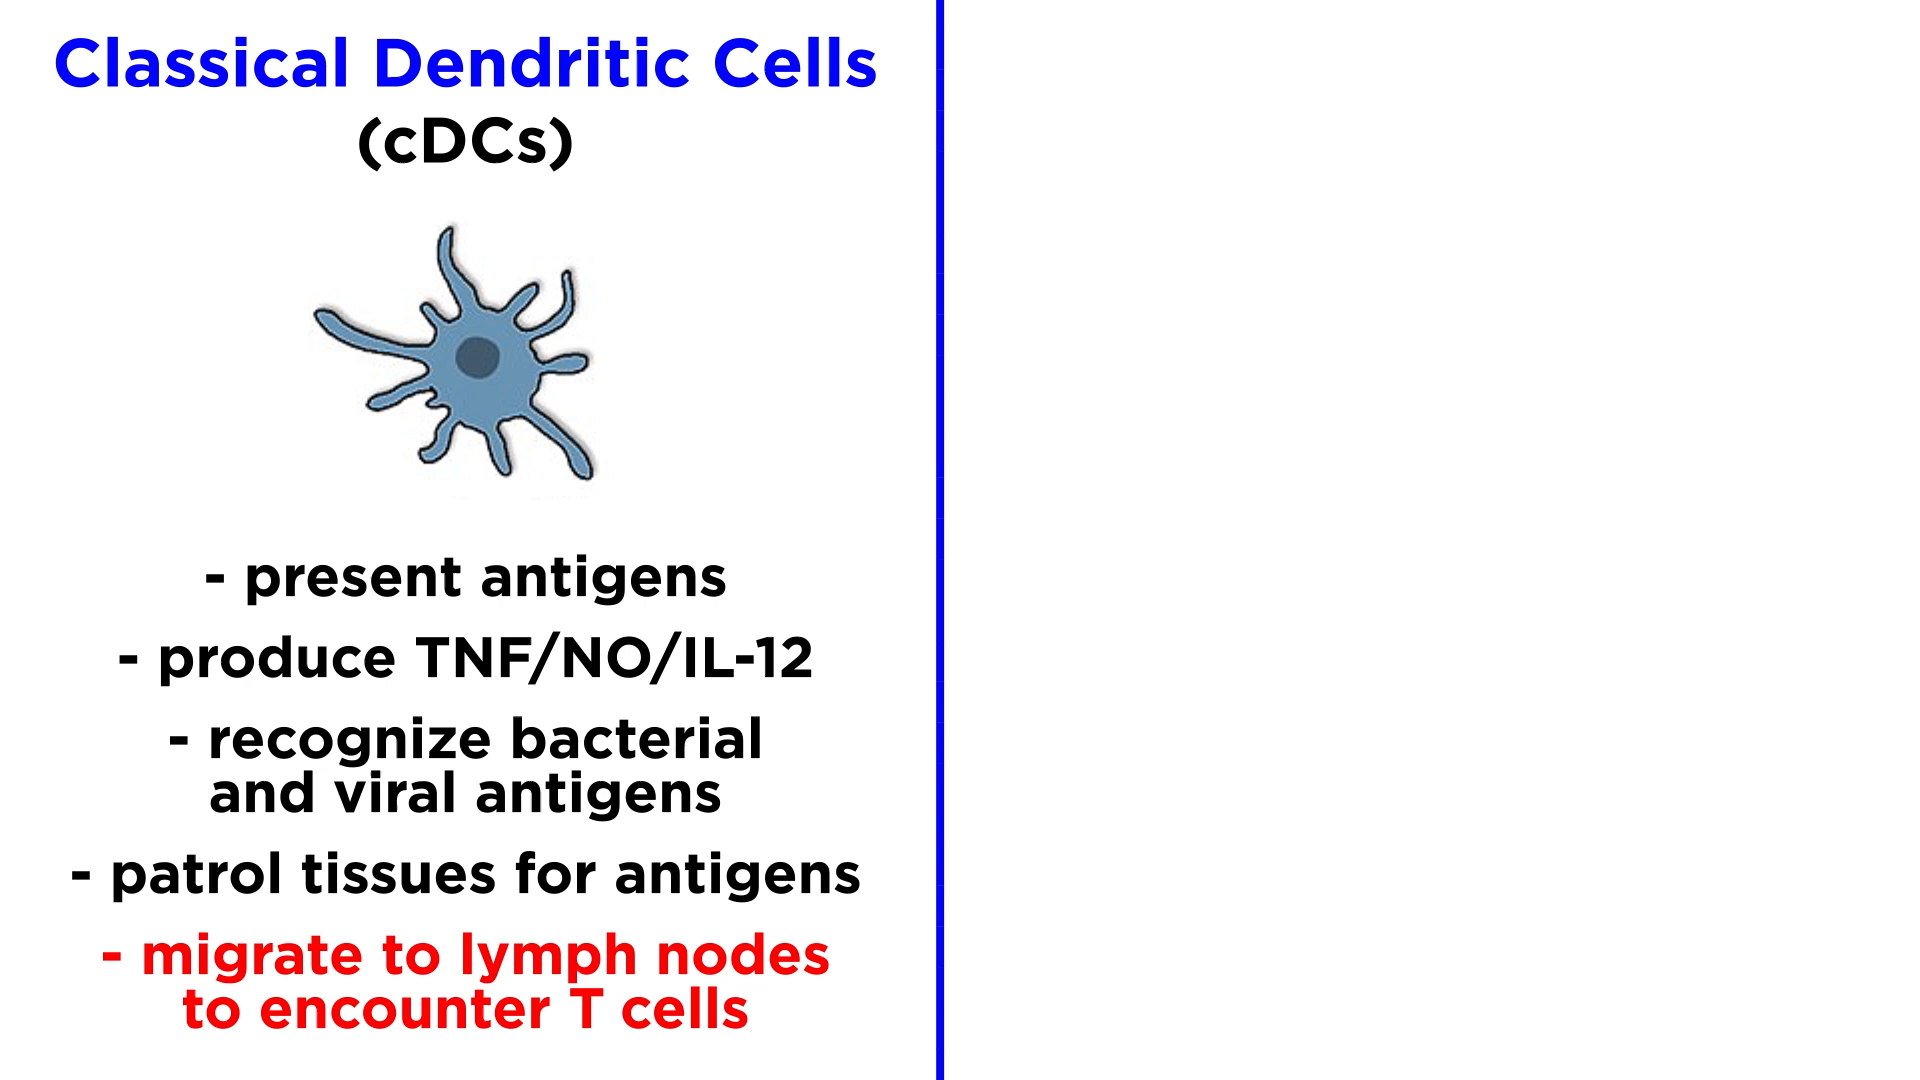 Classical Dendritic Cells
(cDCs)
- present antigens
- produce TNF/NO/IL-12
- recognize bacterial
and viral antigens
- patrol tissues for antigens
- migrate to lymph nodes
to encounter T cells